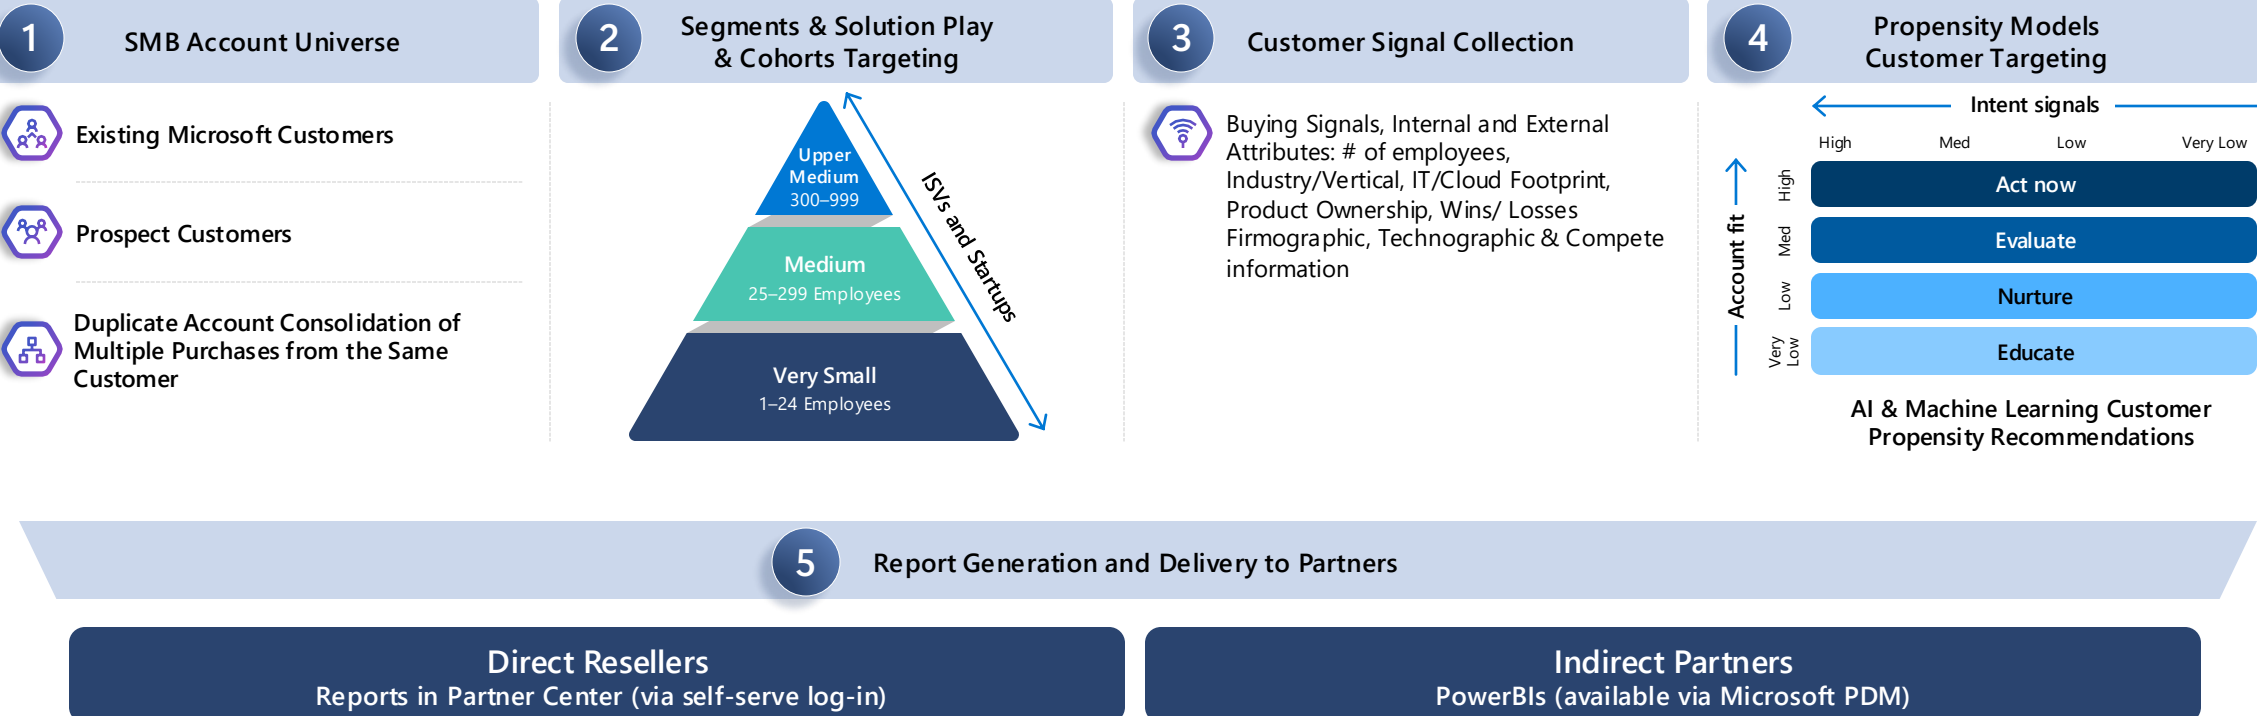 1
SMB Account Universe
Existing Microsoft Customers
Prospect Customers
Duplicate Account Consolidation of
Multiple Purchases from the Same
Customer
2
Segments & Solution Play
& Cohorts Targeting
Upper
Medium
300–999
Medium
25–299 Employees
Very Small
1–24 Employees
ISVs and Startups
3
Customer Signal Collection
Buying Signals, Internal and External
Attributes: # of employees,
Industry/Vertical, IT/Cloud Footprint,
Product Ownership, Wins/ Losses
Firmographic, Technographic & Compete
information
4
Propensity Models
Customer Targeting
Intent signals
High Med Low Very Low
Account fit
High
Act now
Med
Evaluate
Low
Nurture
Very
Low
Educate
AI & Machine Learning Customer
Propensity Recommendations
5
Report Generation and Delivery to Partners
Direct Resellers
Reports in Partner Center (via self-serve log-in)
Indirect Partners
PowerBIs (available via Microsoft PDM)